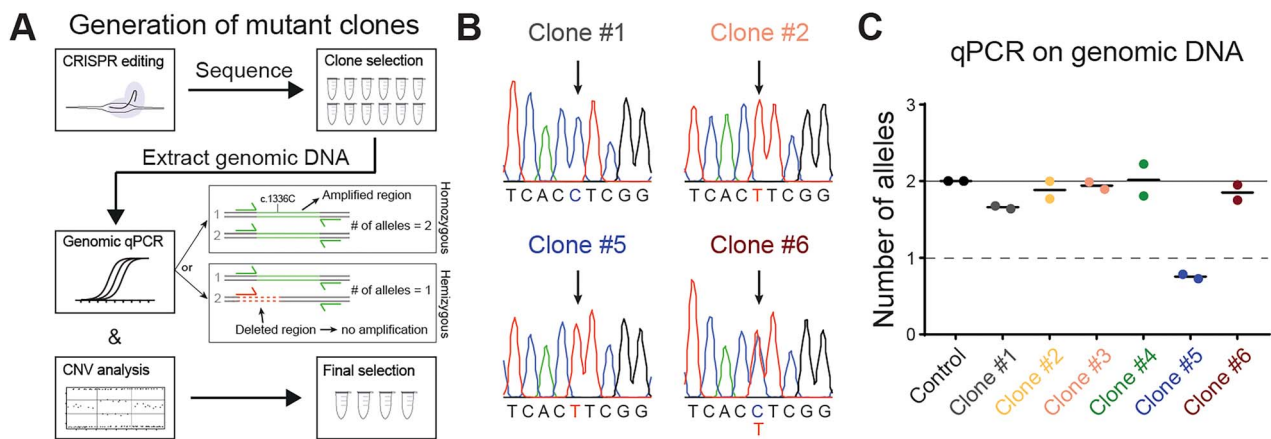 A
Generation of mutant clones
CRISPR editing
Sequence
Clone selection
Extract genomic DNA
Genomic qPCR
or
1
2
c.1336C
Amplified region
# of alleles = 2
Homozygous
1
2
# of alleles = 1
Deleted region
no amplification
Hemizygous
&
CNV analysis
Final selection
B
Clone #1
TCACCTCGG
Clone #2
TCACTTCGG
Clone #5
TCACTTCGG
Clone #6
TCACCTCGG
T
C
qPCR on genomic DNA
Number of alleles
3
2
1
0
Control
Clone #1
Clone #2
Clone #3
Clone #4
Clone #5
Clone #6